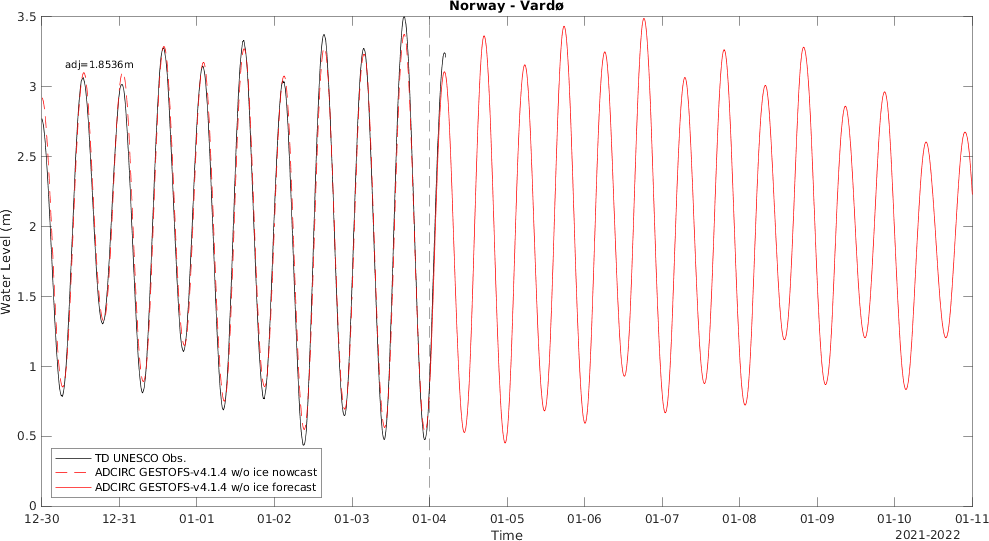 Norway - Vardø
3.5
3
2.5
2
1.5
1
0.5
0
Water Level (m)
adj=1.8536m
TD UNESCO Obs.
ADCIRC GESTOFS-v4.1.4 w/o ice nowcast
ADCIRC GESTOFS-v4.1.4 w/o ice forecast
12-30 12-31 01-01 01-02 01-03 01-04 01-05 01-06 01-07 01-08 01-09 01-10 01-11
Time
2021-2022